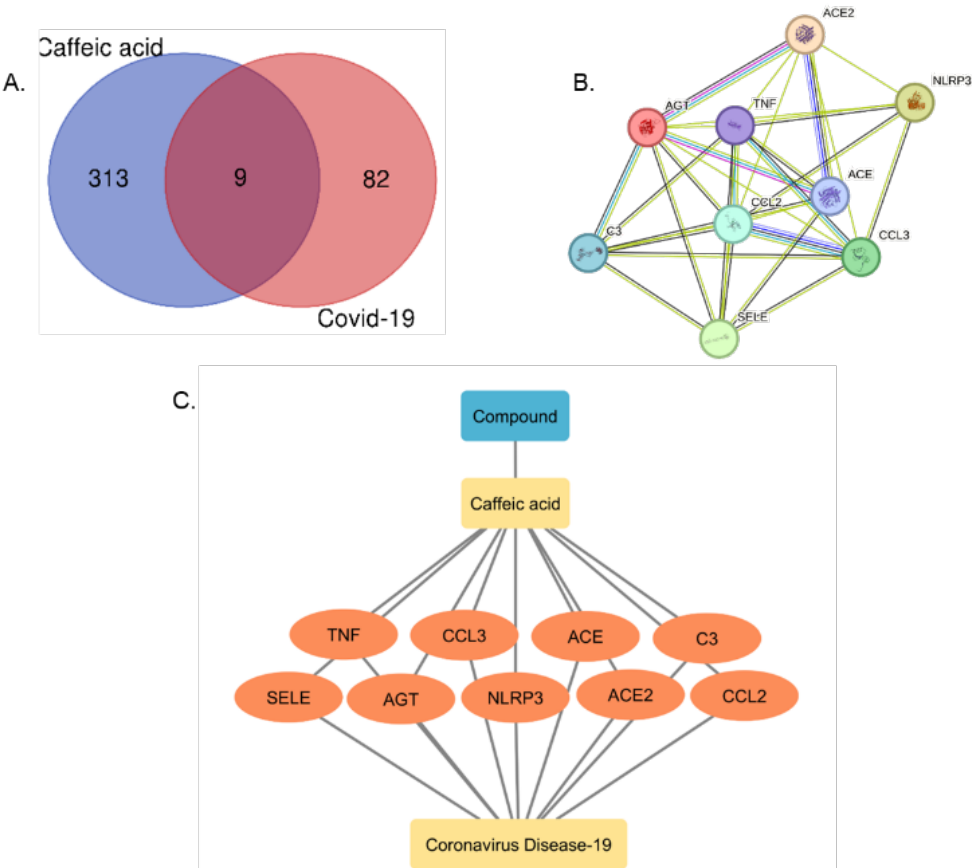 A.
Caffeic acid
313
9
82
Covid-19
B.
ACE2
NLRP3
AGT
TNF
ACE
CCL2
C3
CCL3
SELE
C.
Compound
Caffeic acid
TNF
CCL3
ACE
C3
SELE
AGT
NLRP3
ACE2
CCL2
Coronavirus Disease-19